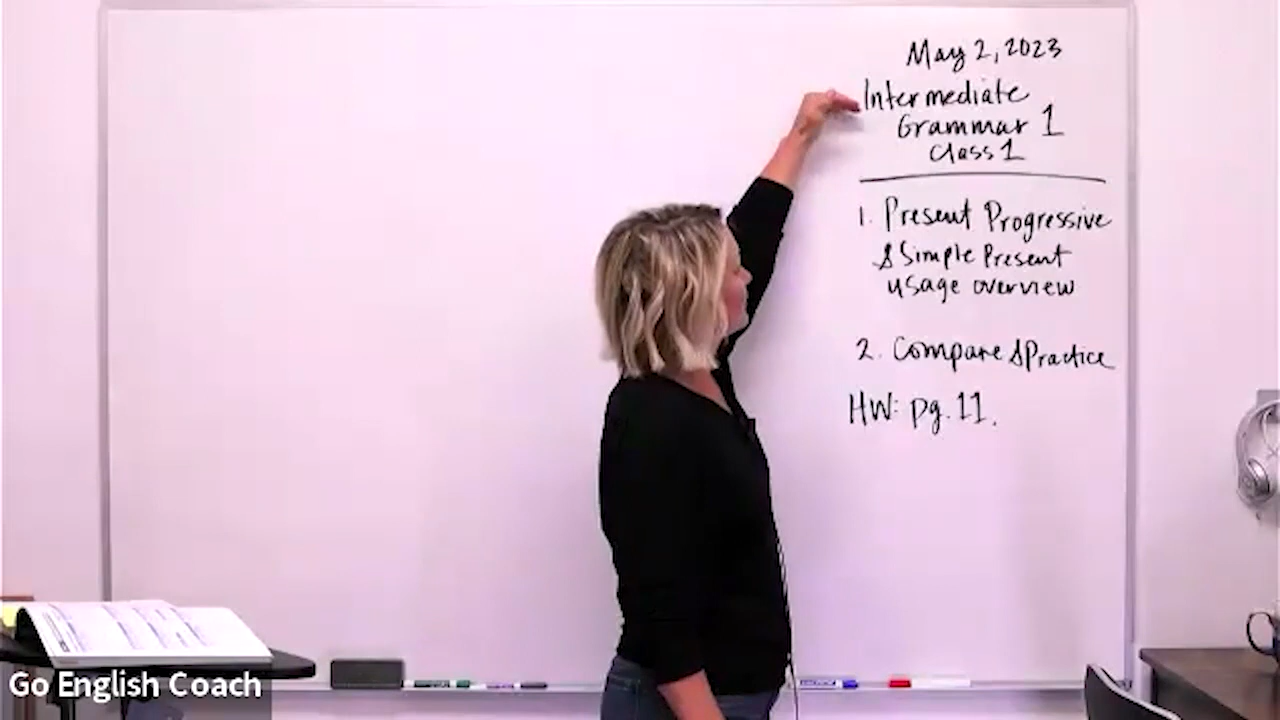 May 2, 2023
Intermediate
Grammar 1
Class 1
1. Present Progressive
& Simple Present
usage overview
2. Compare & Practice
HW: pg. 11.
Go English Coach